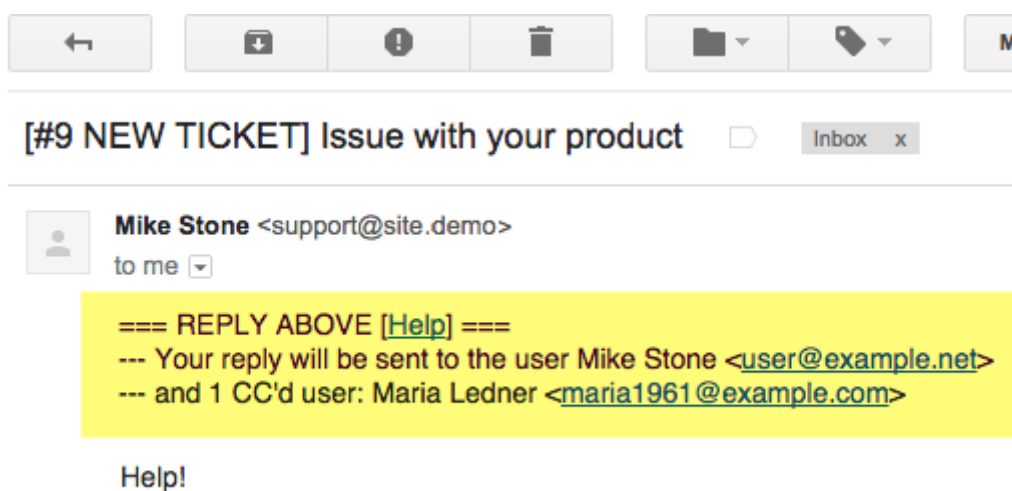 [#9 NEW TICKET] Issue with your product Inbox x
Mike Stone <support@site.demo>
to me
=== REPLY ABOVE [Help] ===
--- Your reply will be sent to the user Mike Stone <user@example.net>
--- and 1 CC'd user: Maria Ledner <maria1961@example.com>
Help!